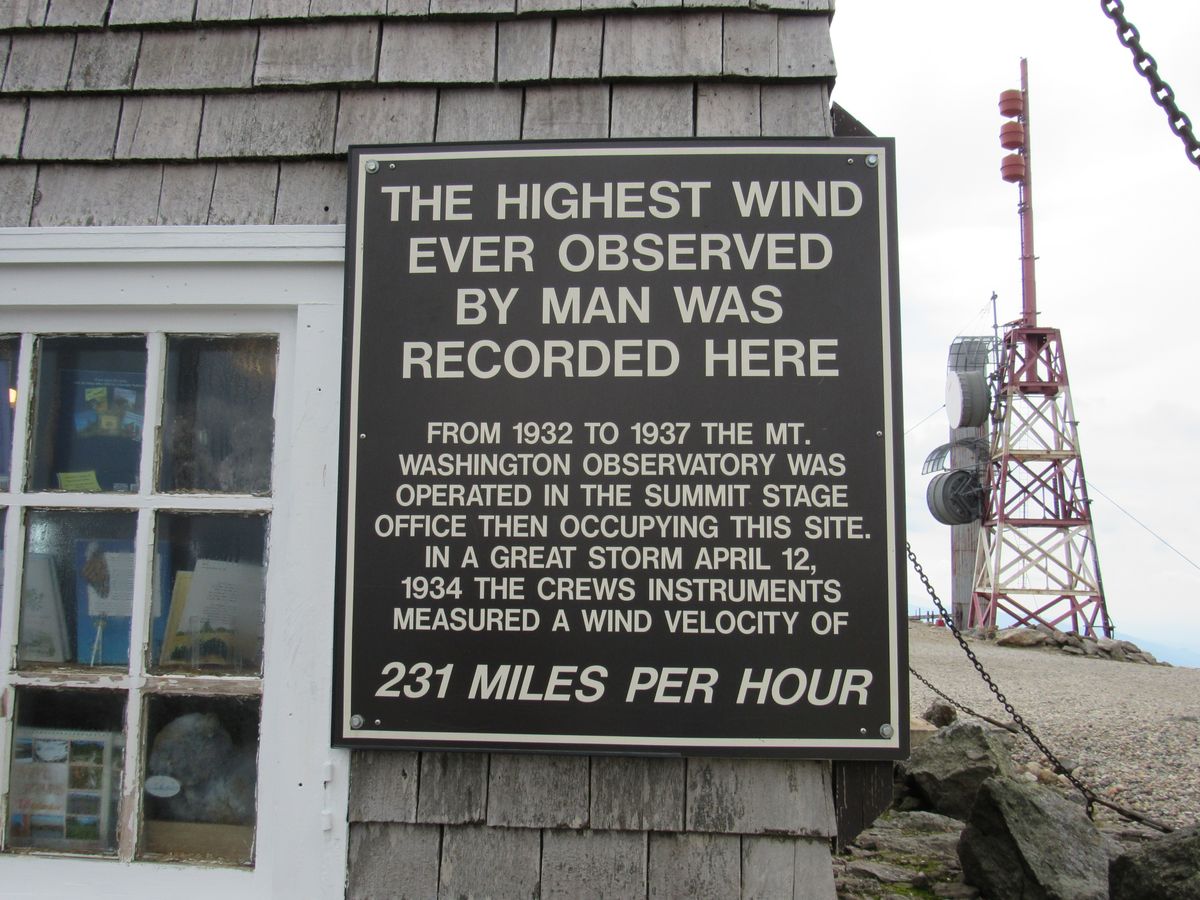 THE HIGHEST WIND
EVER OBSERVED
BY MAN WAS
RECORDED HERE
FROM 1932 TO 1937 THE MT.
WASHINGTON OBSERVATORY WAS
OPERATED IN THE SUMMIT STAGE
OFFICE THEN OCCUPYING THIS SITE.
IN A GREAT STORM APRIL 12,
1934 THE CREWS INSTRUMENTS
MEASURED A WIND VELOCITY OF
231 MILES PER HOUR